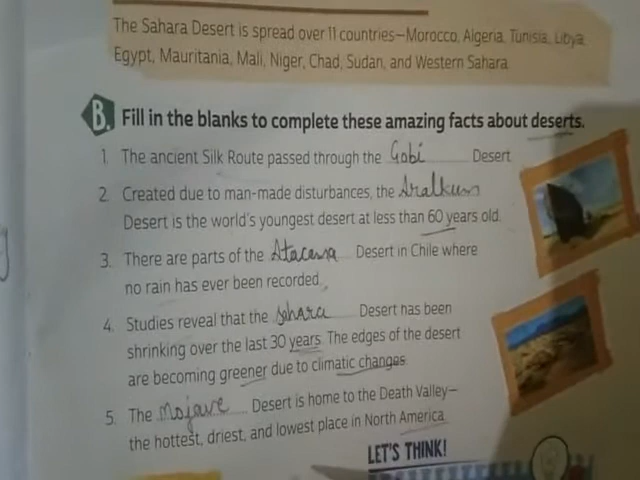 The Sahara Desert is spread over 11 countries—Morocco, Algeria, Tunisia, Libya,
Egypt, Mauritania, Mali, Niger, Chad, Sudan, and Western Sahara.
B. Fill in the blanks to complete these amazing facts about deserts.
1. The ancient Silk Route passed through the Gobi Desert
2. Created due to man-made disturbances, the Aralkum
Desert is the world's youngest desert at less than 60 years old.
3. There are parts of the Atacama Desert in Chile where
no rain has ever been recorded.
4. Studies reveal that the sahara Desert has been
shrinking over the last 30 years. The edges of the desert
are becoming greener due to climatic changes.
5. The Mojave Desert is home to the Death Valley—
the hottest, driest, and lowest place in North America.
LET'S THINK!